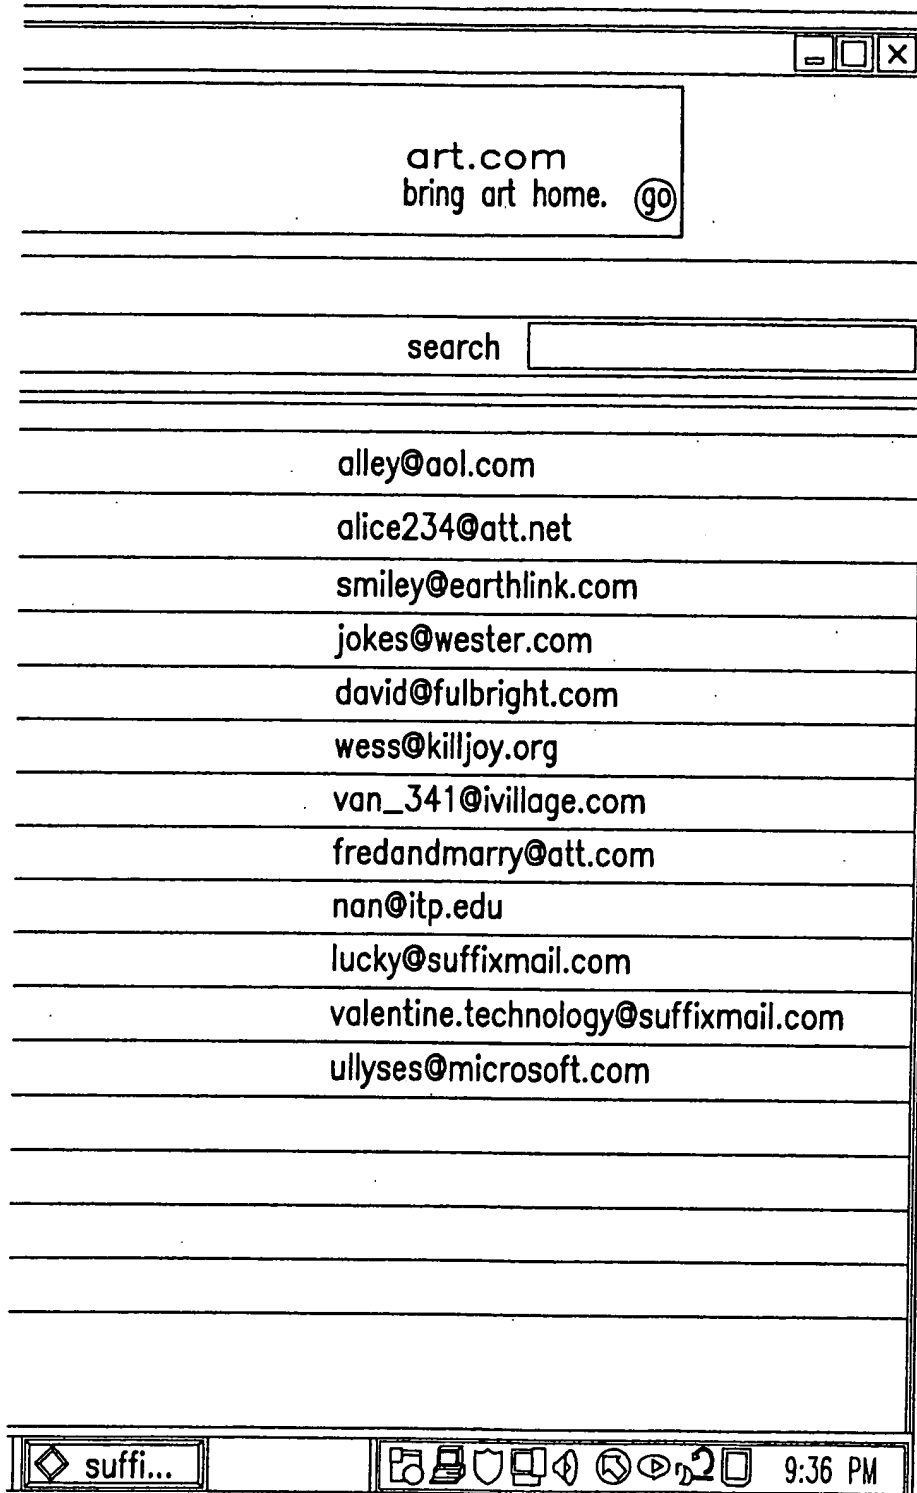 art.com
bring art home. go
search
alley@aol.com
alice234@att.net
smiley@earthlink.com
jokes@wester.com
david@fulbright.com
wess@killjoy.org
van_341@ivillage.com
fredandmarry@att.com
nan@itp.edu
lucky@suffixmail.com
valentine.technology@suffixmail.com
ullyses@microsoft.com
suffi... 9:36 PM